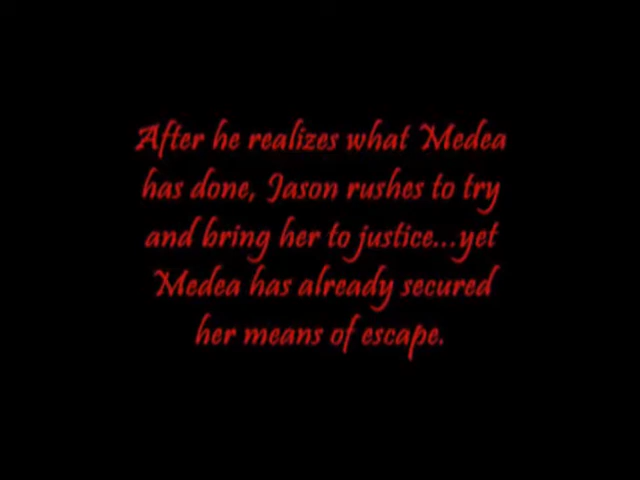 After he realizes what Medea
has done, Jason rushes to try
and bring her to justice...yet
Medea has already secured
her means of escape.